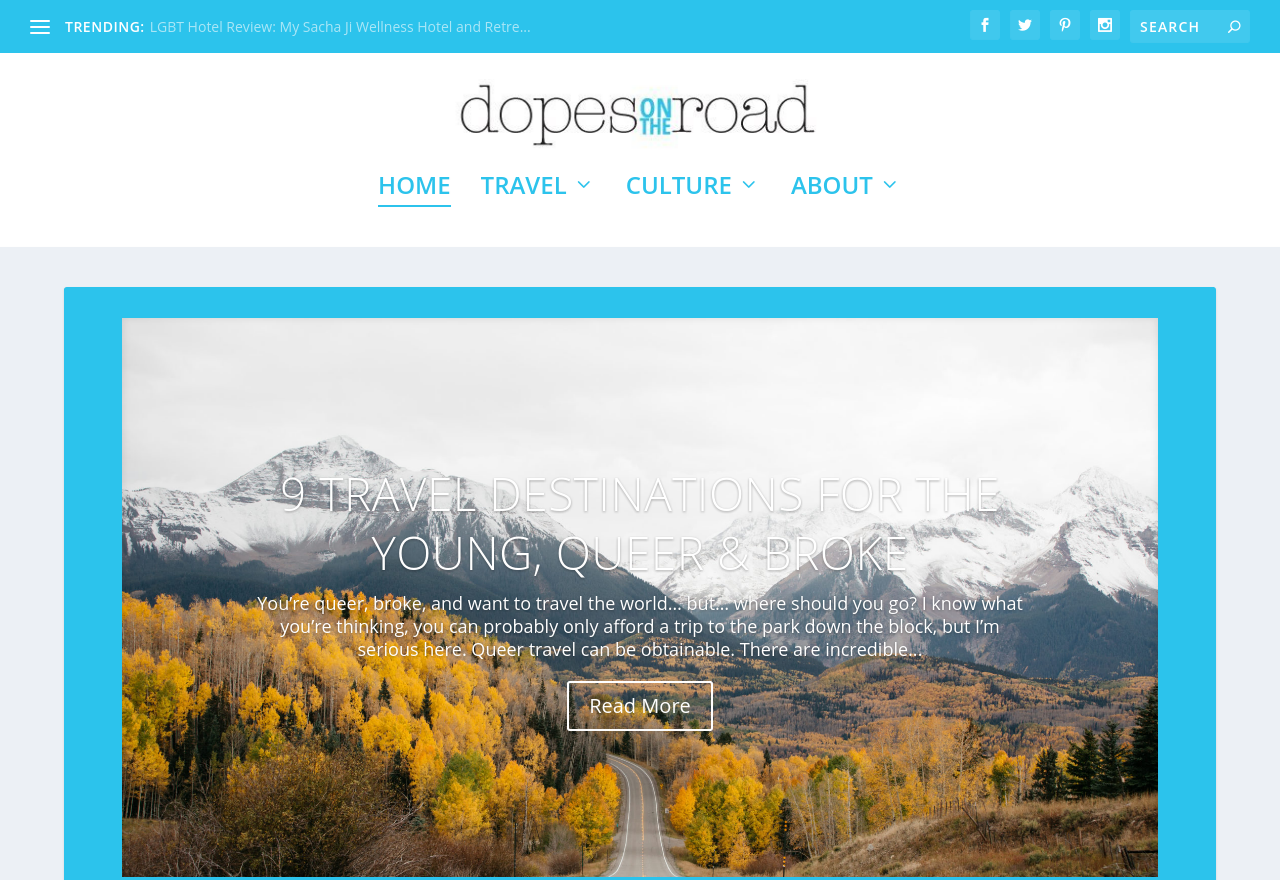 TRENDING: LGBT Hotel Review: My Sacha Ji Wellness Hotel and Retre...
SEARCH
dopes ON THE road
HOME TRAVEL CULTURE ABOUT
9 TRAVEL DESTINATIONS FOR THE
YOUNG, QUEER & BROKE
You’re queer, broke, and want to travel the world... but... where should you go? I know what
you’re thinking, you can probably only afford a trip to the park down the block, but I’m
serious here. Queer travel can be obtainable. There are incredible...
Read More